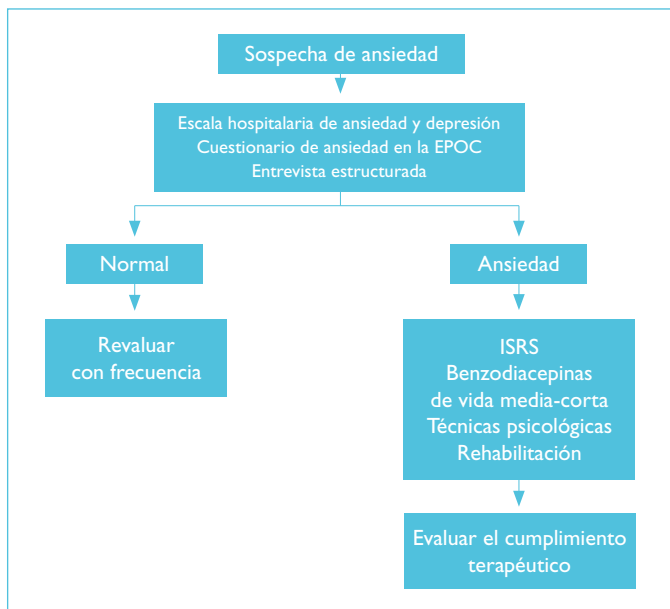 Sospecha de ansiedad
Escala hospitalaria de ansiedad y depresión
Cuestionario de ansiedad en la EPOC
Entrevista estructurada
Normal
Ansiedad
Revaluar
con frecuencia
ISRS
Benzodiacepinas
de vida media-corta
Técnicas psicológicas
Rehabilitación
Evaluar el cumplimiento
terapéutico